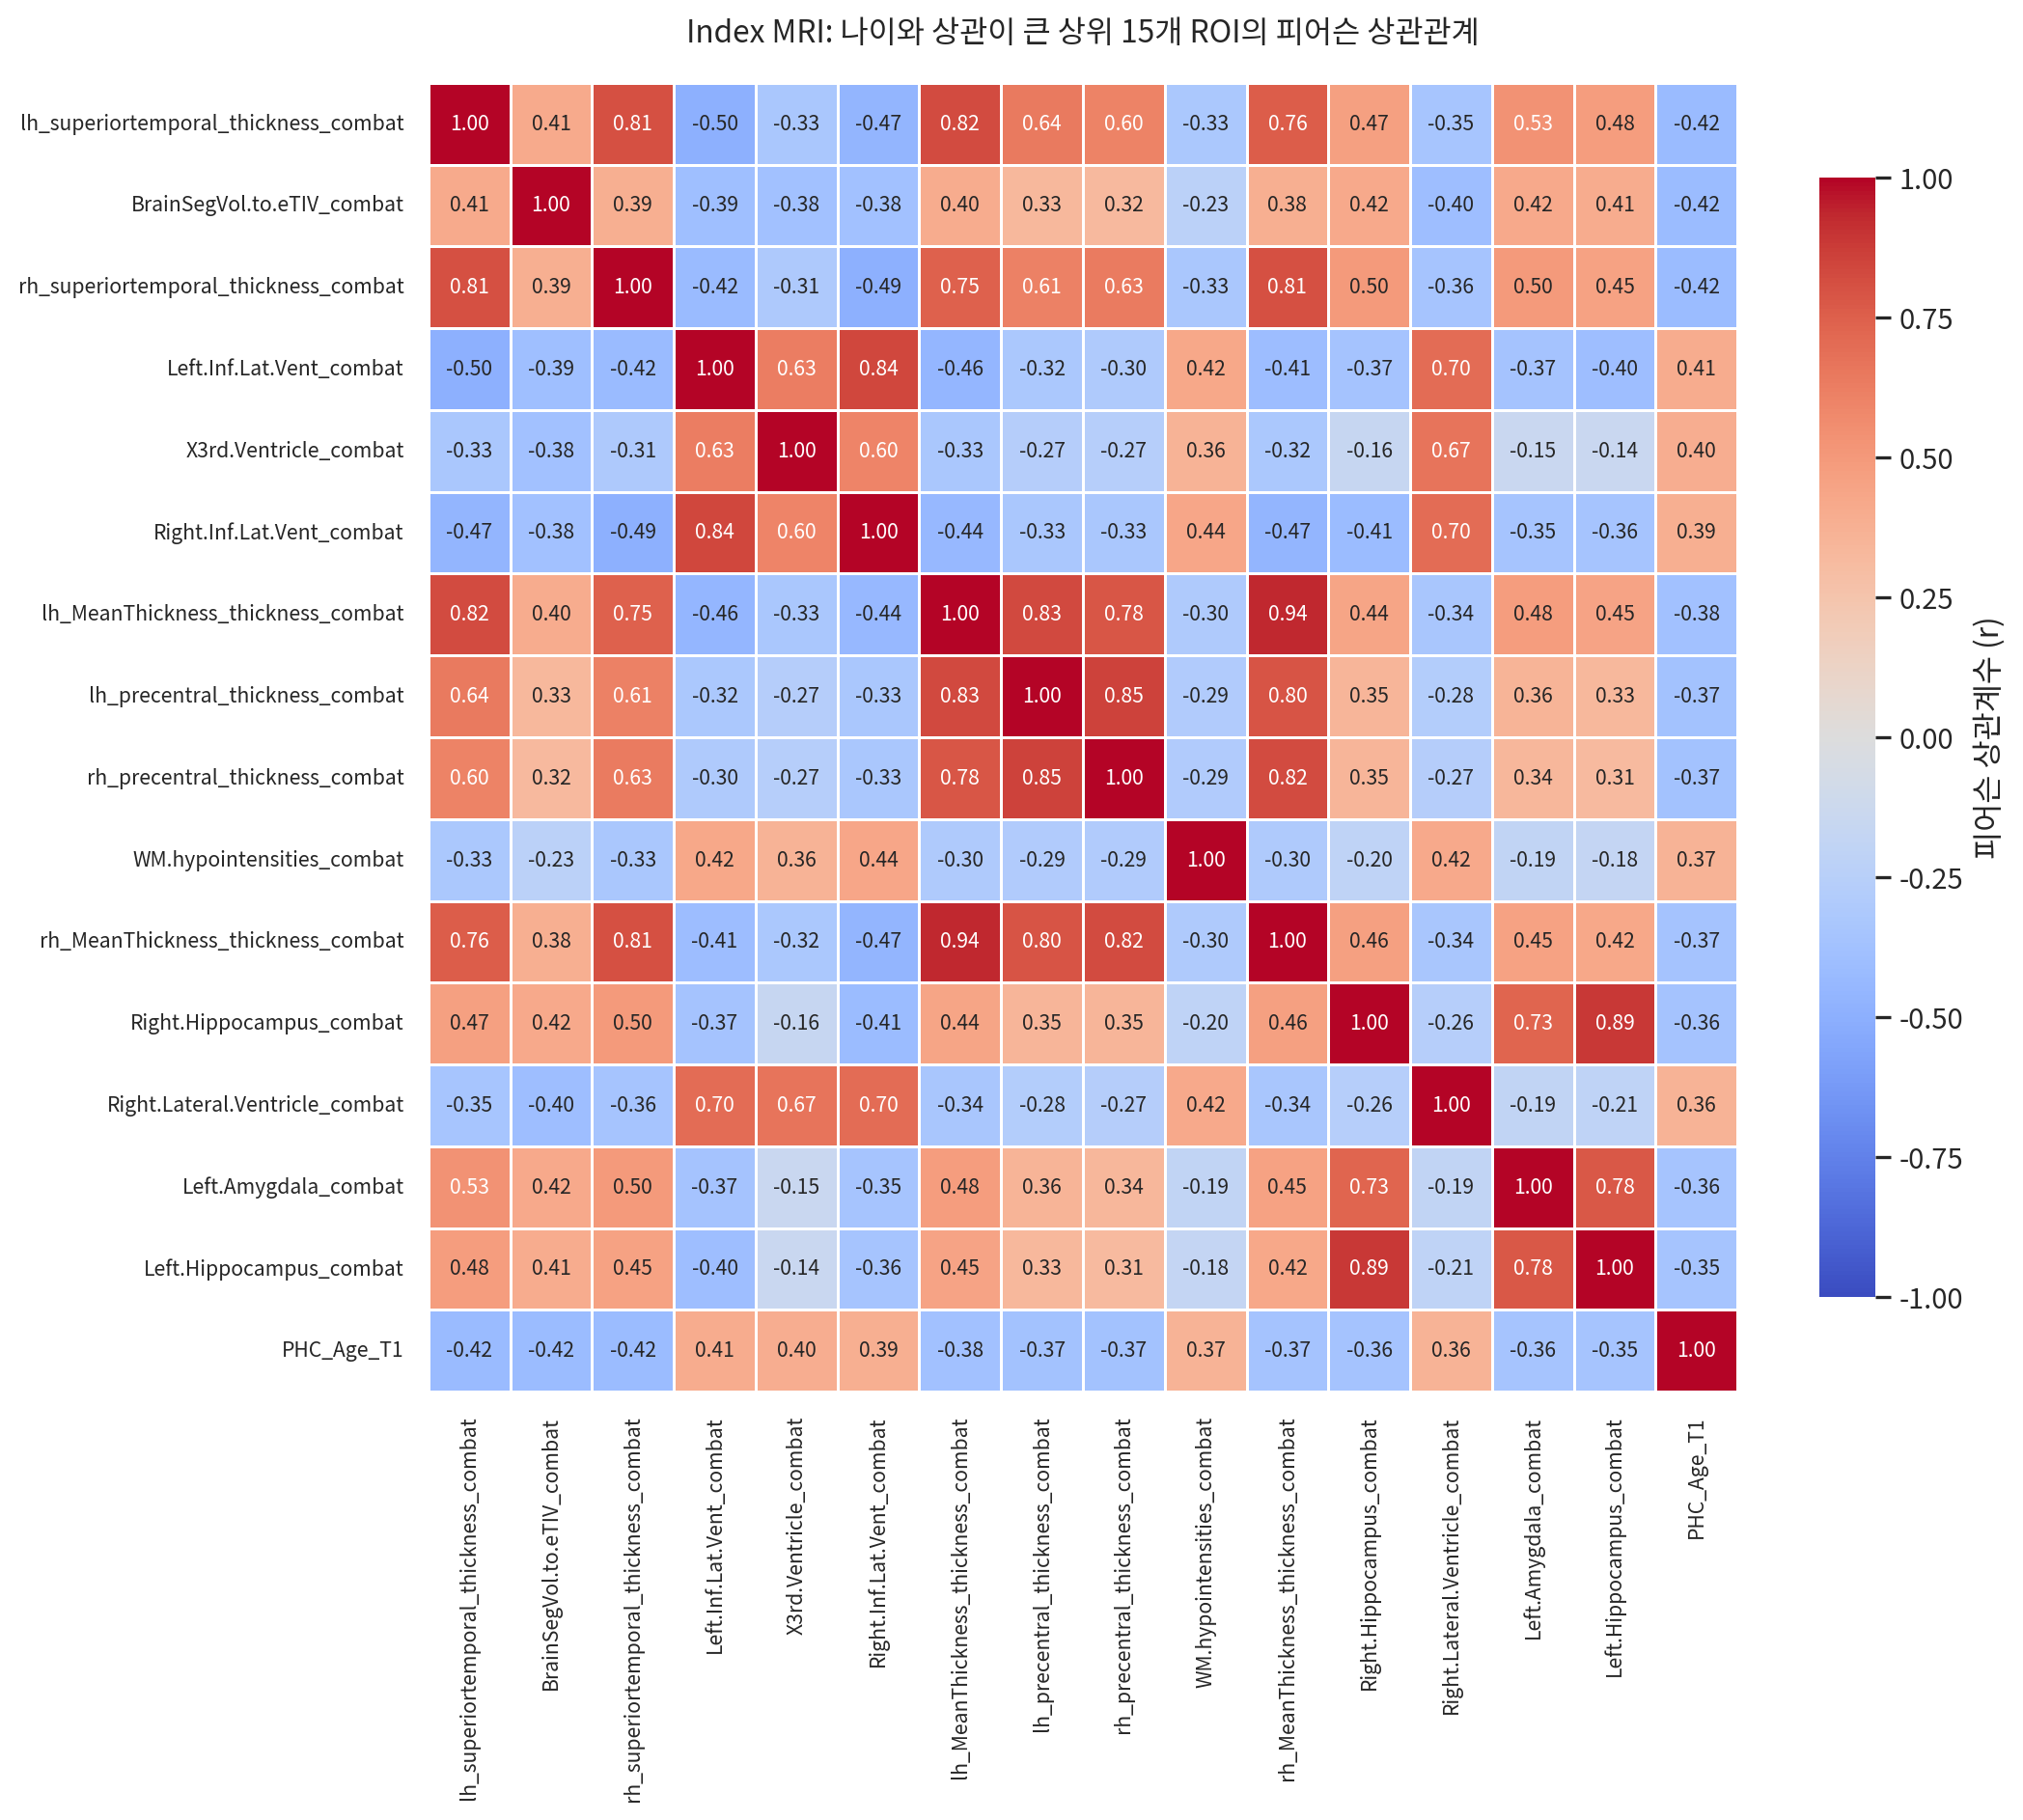 Index MRI: 나이와 상관이 큰 상위 15개 ROI의 피어슨 상관관계
lh_superiortemporal_thickness_combat 1.00 0.41 0.81 -0.50 -0.33 -0.47 0.82 0.64 0.60 -0.33 0.76 0.47 -0.35 0.53 0.48 -0.42
BrainSegVol.to.eTIV_combat 0.41 1.00 0.39 -0.39 -0.38 -0.38 0.40 0.33 0.32 -0.23 0.38 0.42 -0.40 0.42 0.41 -0.42
rh_superiortemporal_thickness_combat 0.81 0.39 1.00 -0.42 -0.31 -0.49 0.75 0.61 0.63 -0.33 0.81 0.50 -0.36 0.50 0.45 -0.42
Left.Inf.Lat.Vent_combat -0.50 -0.39 -0.42 1.00 0.63 0.84 -0.46 -0.32 -0.30 0.42 -0.41 -0.37 0.70 -0.37 -0.40 0.41
X3rd.Ventricle_combat -0.33 -0.38 -0.31 0.63 1.00 0.60 -0.33 -0.27 -0.27 0.36 -0.32 -0.16 0.67 -0.15 -0.14 0.40
Right.Inf.Lat.Vent_combat -0.47 -0.38 -0.49 0.84 0.60 1.00 -0.44 -0.33 -0.33 0.44 -0.47 -0.41 0.70 -0.35 -0.36 0.39
lh_MeanThickness_thickness_combat 0.82 0.40 0.75 -0.46 -0.33 -0.44 1.00 0.83 0.78 -0.30 0.94 0.44 -0.34 0.48 0.45 -0.38
lh_precentral_thickness_combat 0.64 0.33 0.61 -0.32 -0.27 -0.33 0.83 1.00 0.85 -0.29 0.80 0.35 -0.28 0.36 0.33 -0.37
rh_precentral_thickness_combat 0.60 0.32 0.63 -0.30 -0.27 -0.33 0.78 0.85 1.00 -0.29 0.82 0.35 -0.27 0.34 0.31 -0.37
WM.hypointensities_combat -0.33 -0.23 -0.33 0.42 0.36 0.44 -0.30 -0.29 -0.29 1.00 -0.30 -0.20 0.42 -0.19 -0.18 0.37
rh_MeanThickness_thickness_combat 0.76 0.38 0.81 -0.41 -0.32 -0.47 0.94 0.80 0.82 -0.30 1.00 0.46 -0.34 0.45 0.42 -0.37
Right.Hippocampus_combat 0.47 0.42 0.50 -0.37 -0.16 -0.41 0.44 0.35 0.35 -0.20 0.46 1.00 -0.26 0.73 0.89 -0.36
Right.Lateral.Ventricle_combat -0.35 -0.40 -0.36 0.70 0.67 0.70 -0.34 -0.28 -0.27 0.42 -0.34 -0.26 1.00 -0.19 -0.21 0.36
Left.Amygdala_combat 0.53 0.42 0.50 -0.37 -0.15 -0.35 0.48 0.36 0.34 -0.19 0.45 0.73 -0.19 1.00 0.78 -0.36
Left.Hippocampus_combat 0.48 0.41 0.45 -0.40 -0.14 -0.36 0.45 0.33 0.31 -0.18 0.42 0.89 -0.21 0.78 1.00 -0.35
PHC_Age_T1 -0.42 -0.42 -0.42 0.41 0.40 0.39 -0.38 -0.37 -0.37 0.37 -0.37 -0.36 0.36 -0.36 -0.35 1.00
lh_superiortemporal_thickness_combat
BrainSegVol.to.eTIV_combat
rh_superiortemporal_thickness_combat
Left.Inf.Lat.Vent_combat
X3rd.Ventricle_combat
Right.Inf.Lat.Vent_combat
lh_MeanThickness_thickness_combat
lh_precentral_thickness_combat
rh_precentral_thickness_combat
WM.hypointensities_combat
rh_MeanThickness_thickness_combat
Right.Hippocampus_combat
Right.Lateral.Ventricle_combat
Left.Amygdala_combat
Left.Hippocampus_combat
PHC_Age_T1
1.00
0.75
0.50
0.25
0.00
-0.25
-0.50
-0.75
-1.00
피어슨 상관계수 (r)